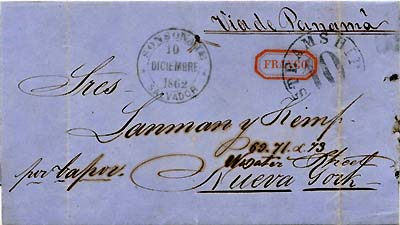 Via de Panamá
SONSONATE
10
DICIEMBRE
1862
SALVADOR
FRANCO
STEAMSHIP
10
Sres.
Lanman y Kemp
69. 71. & 73
Water Street
por vapor.
Nueva York